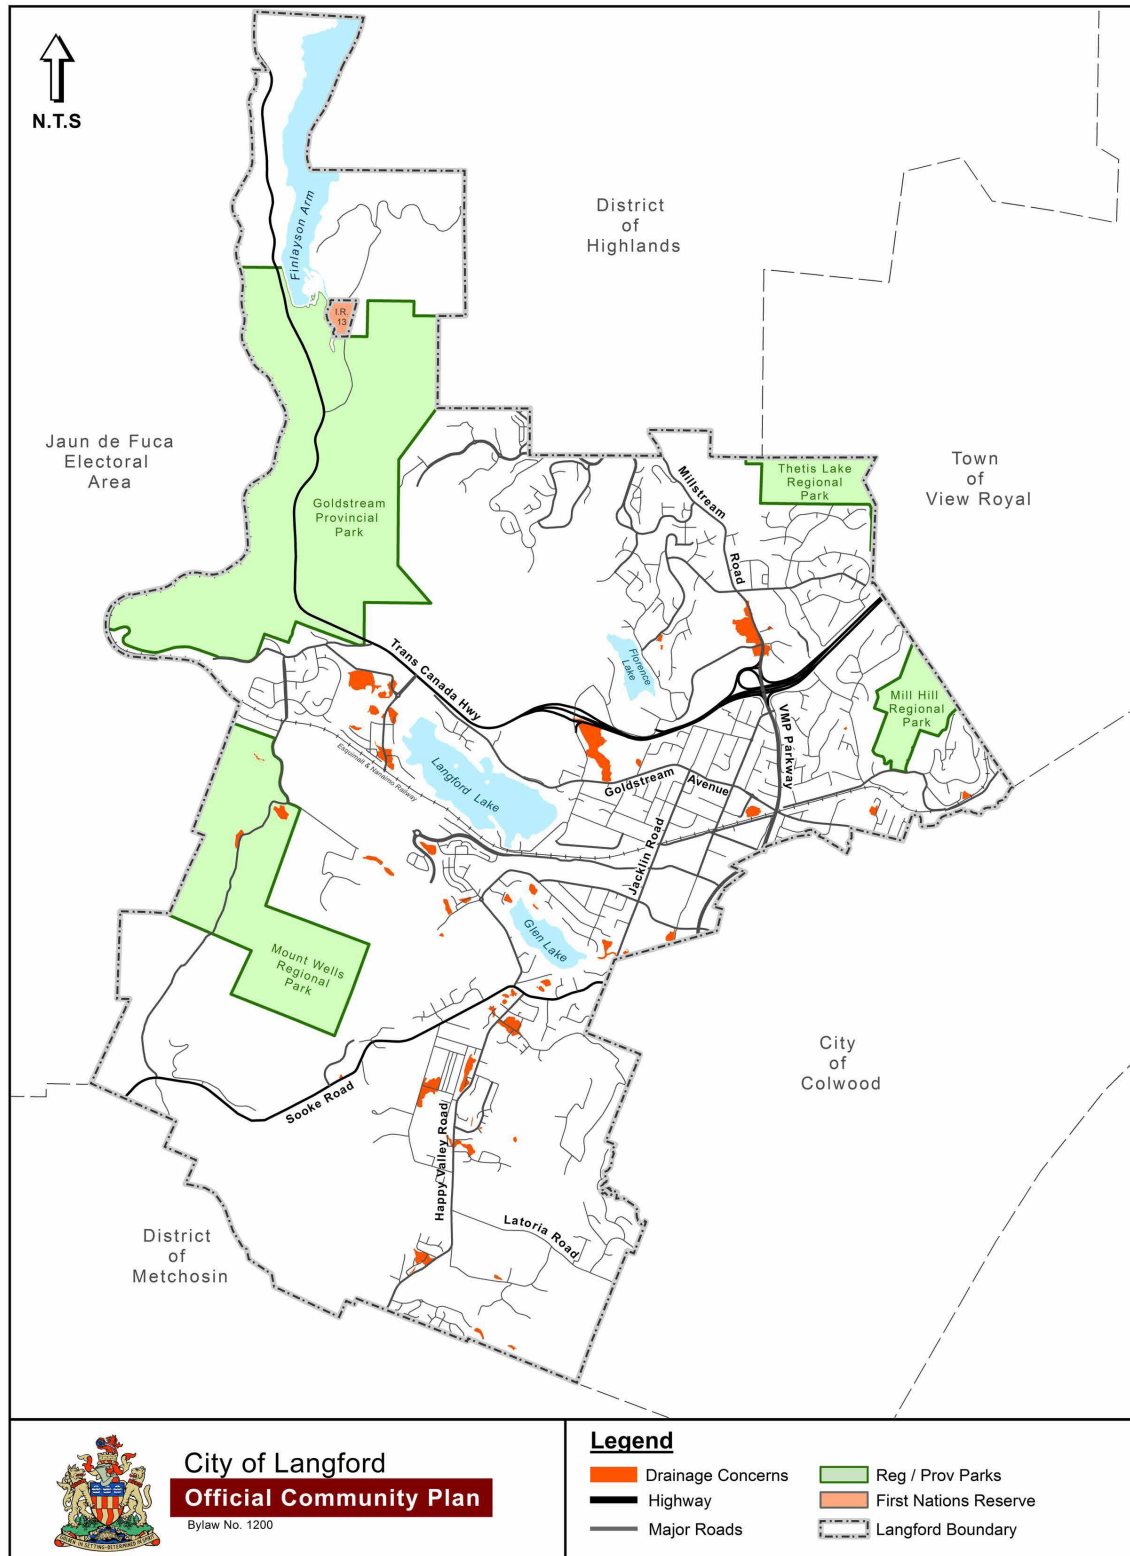 N.T.S
Finlayson Arm
District
of
Highlands
I.R.
13
Jaun de Fuca
Electoral
Area
Goldstream
Provincial
Park
Millstream
Road
Thetis Lake
Regional
Park
Town
of
View Royal
Trans Canada Hwy
Florence
Lake
Mill Hill
Regional
Park
VMP Parkway
Langford Lake
Esquimalt & Nanaimo Railway
Goldstream
Avenue
Jacklin Road
Glen Lake
Mount Wells
Regional
Park
City
of
Colwood
Sooke Road
Happy Valley Road
Latoria Road
District
of
Metchosin
City of Langford
Official Community Plan
Bylaw No. 1200
Legend
Drainage Concerns
Highway
Major Roads
Reg / Prov Parks
First Nations Reserve
Langford Boundary